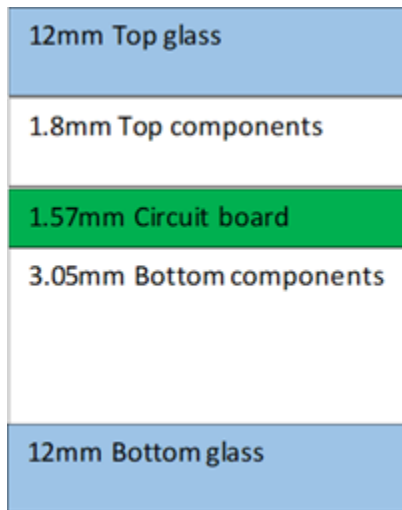 12mm Top glass
1.8mm Top components
1.57mm Circuit board
3.05mm Bottom components
12mm Bottom glass